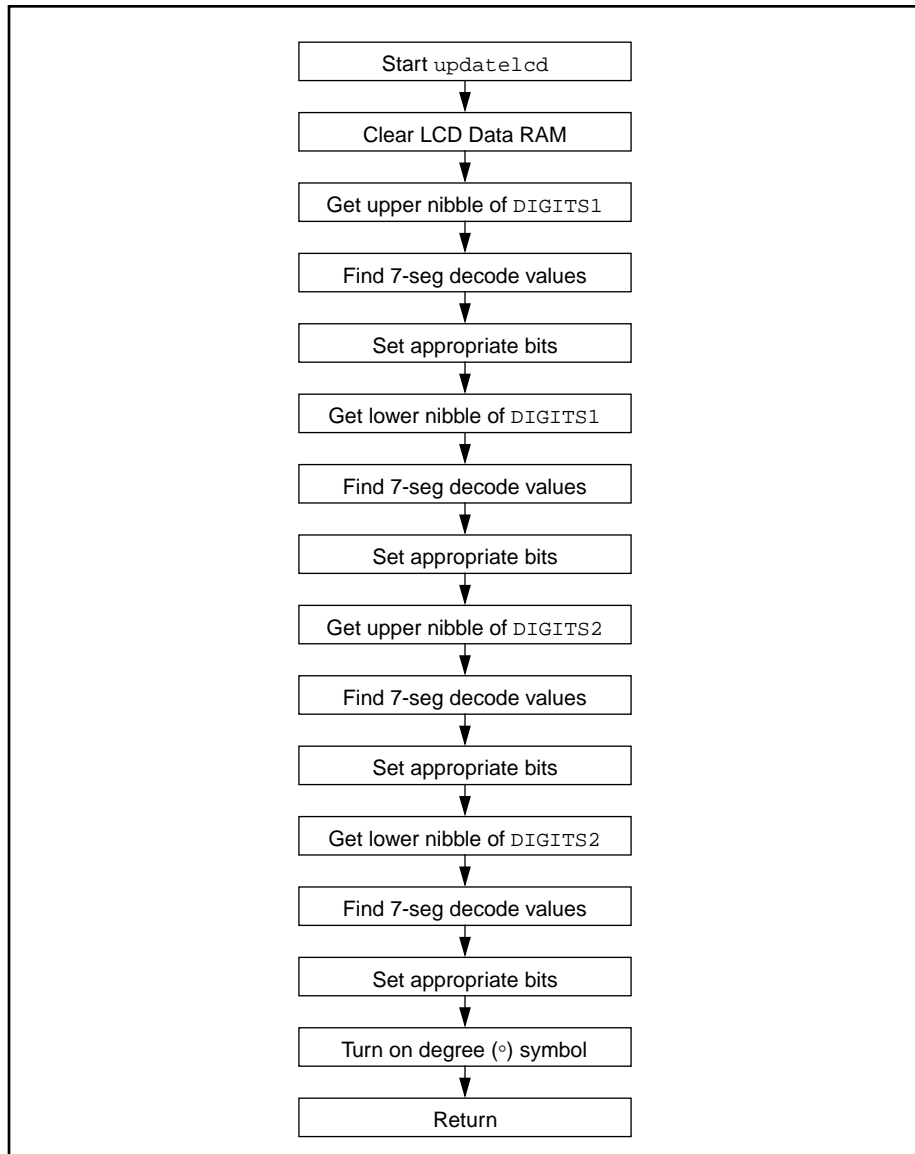 Start updatelcd
Clear LCD Data RAM
Get upper nibble of DIGITS1
Find 7-seg decode values
Set appropriate bits
Get lower nibble of DIGITS1
Find 7-seg decode values
Set appropriate bits
Get upper nibble of DIGITS2
Find 7-seg decode values
Set appropriate bits
Get lower nibble of DIGITS2
Find 7-seg decode values
Set appropriate bits
Turn on degree (°) symbol
Return